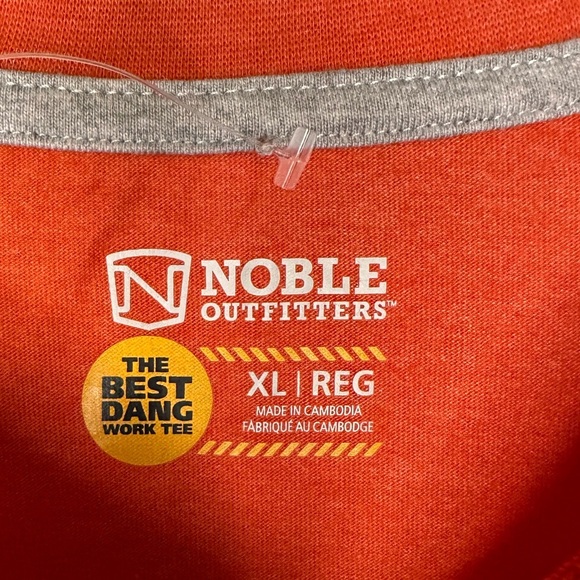 N NOBLE
OUTFITTERS™
THE
BEST
DANG
WORK TEE
XL | REG
MADE IN CAMBODIA
FABRIQUÉ AU CAMBODGE